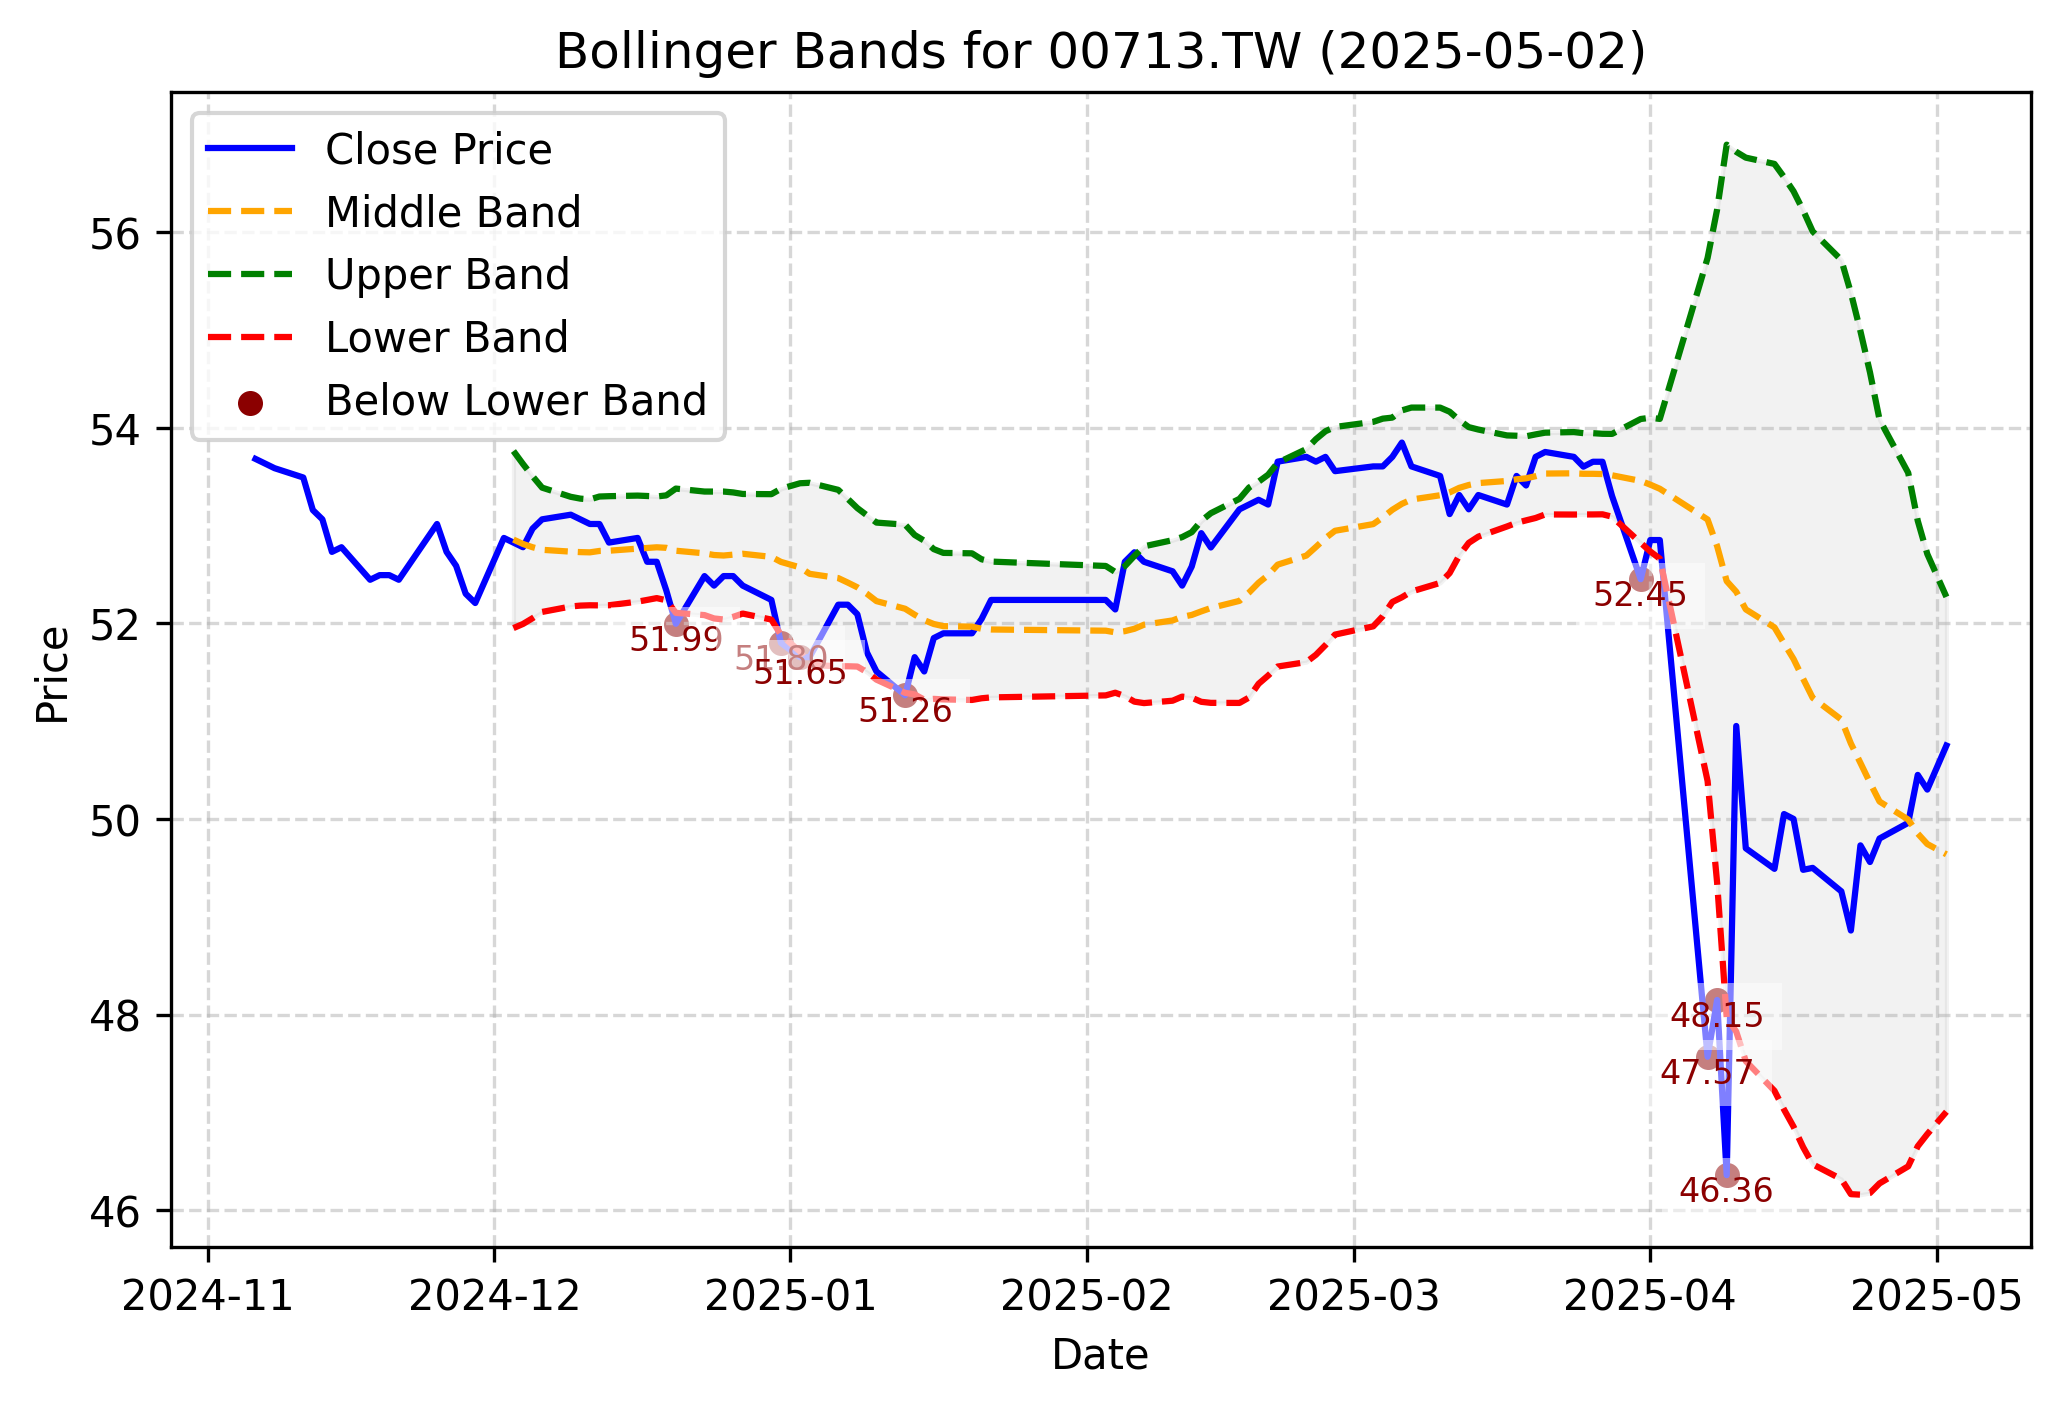 Bollinger Bands for 00713.TW (2025-05-02)
Close Price
Middle Band
Upper Band
Lower Band
Below Lower Band
Price
56
54
52
50
48
46
51.99
51.80
51.65
51.26
52.45
48.15
47.57
46.36
2024-11
2024-12
2025-01
2025-02
2025-03
2025-04
2025-05
Date